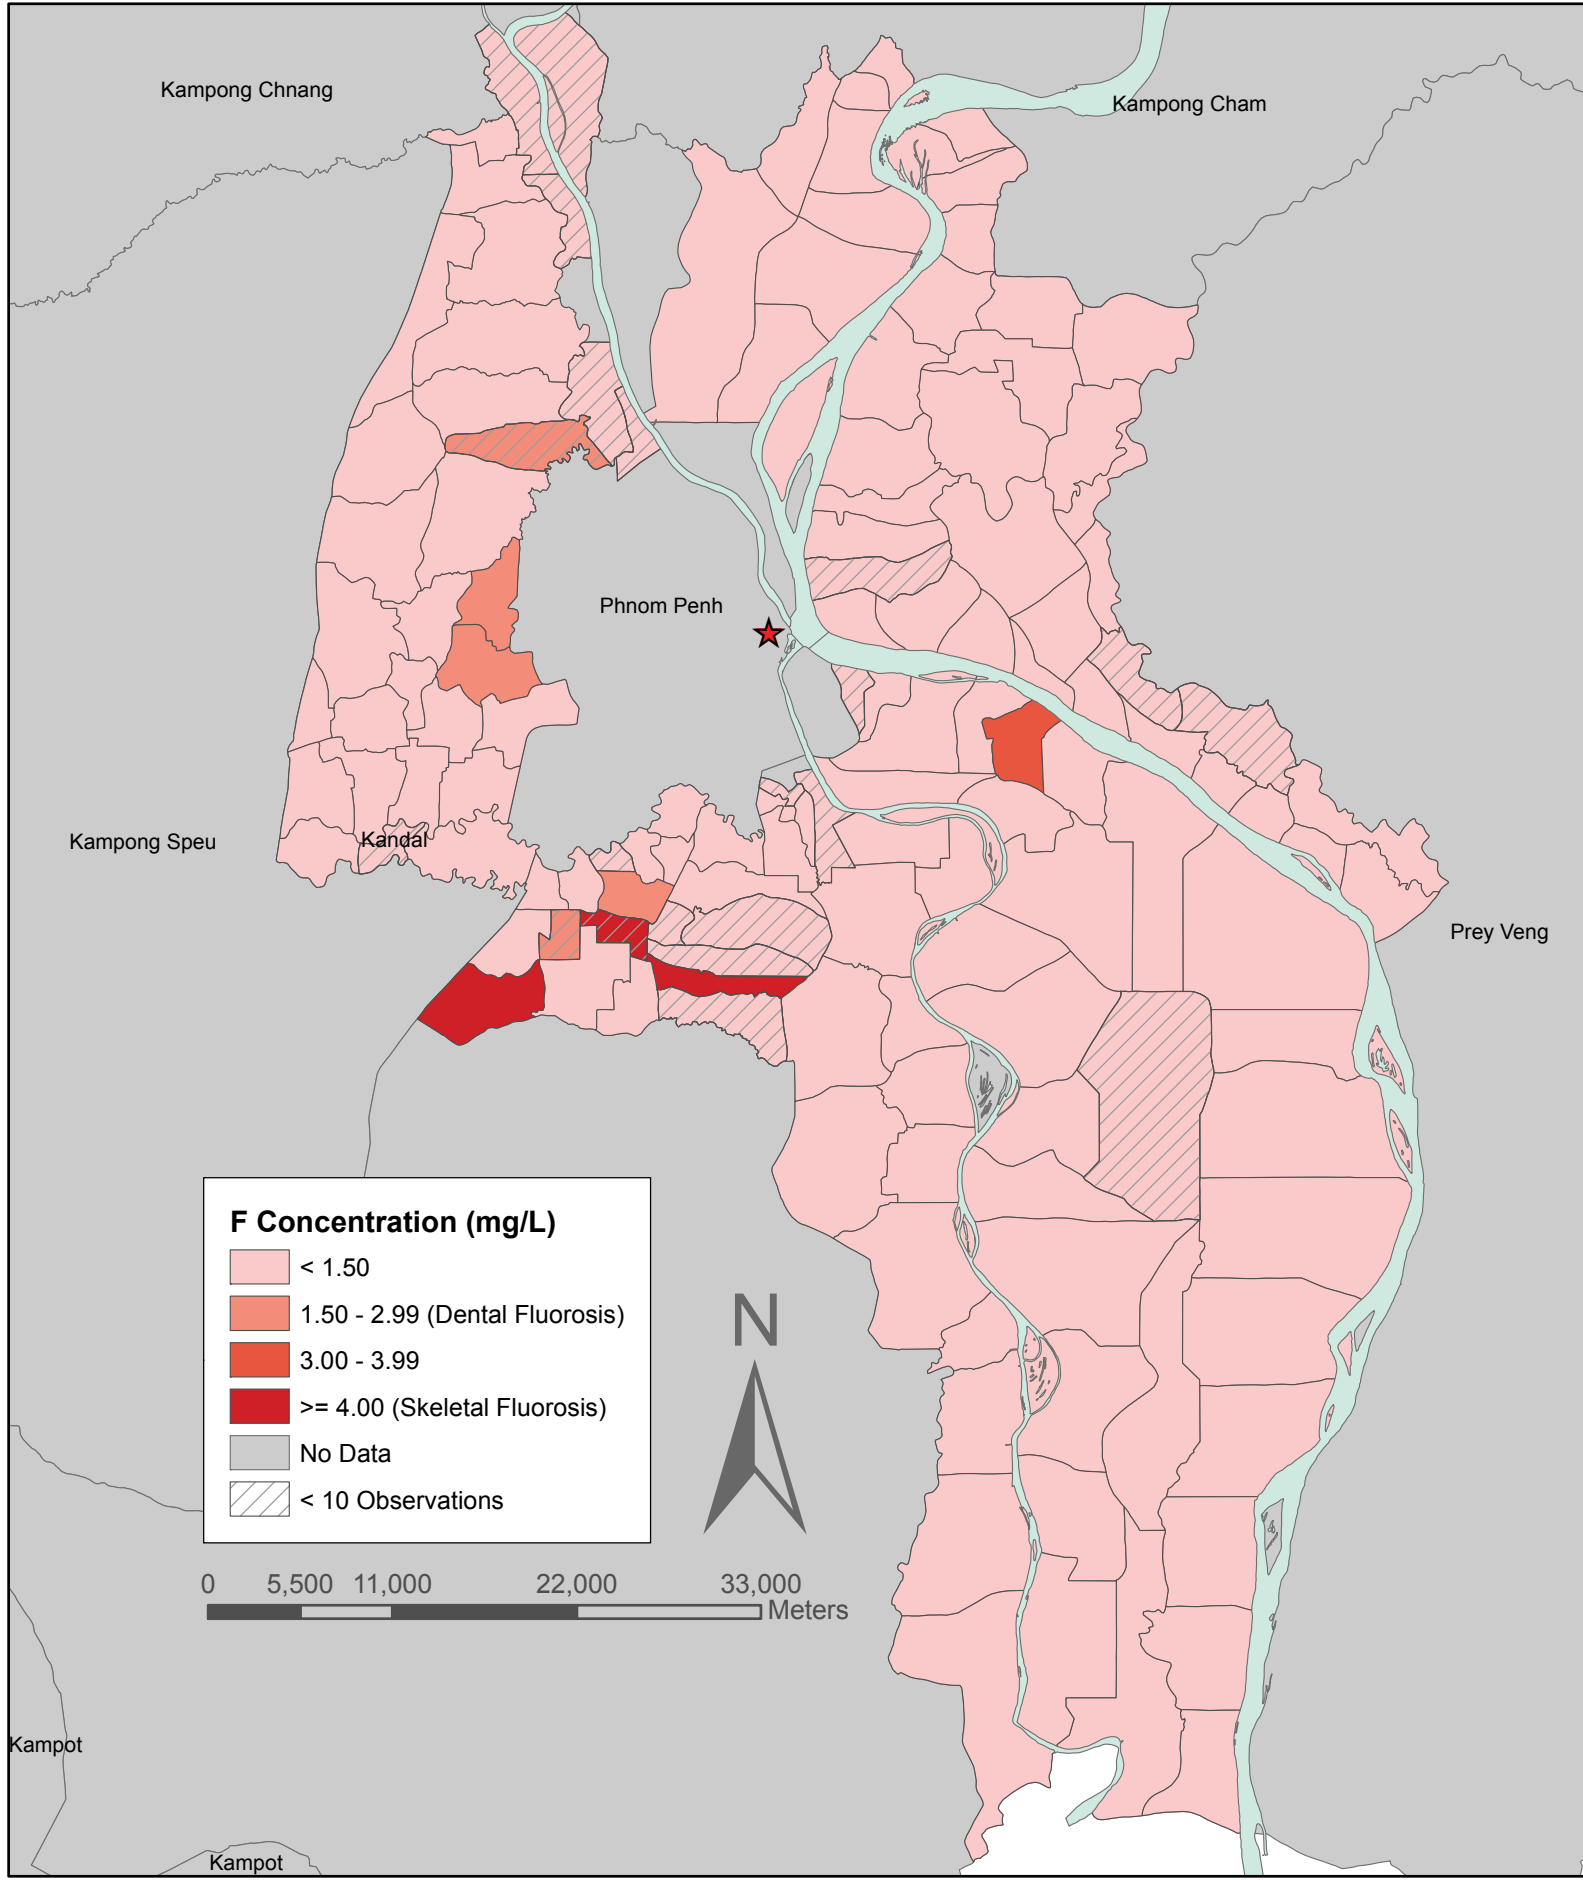 Kampong Chnang
Kampong Cham
Phnom Penh
Kampong Speu
Kandal
Prey Veng
F Concentration (mg/L)
< 1.50
1.50 - 2.99 (Dental Fluorosis)
3.00 - 3.99
>= 4.00 (Skeletal Fluorosis)
No Data
< 10 Observations
N
0 5,500 11,000 22,000 33,000
Meters
Kampot
Kampot